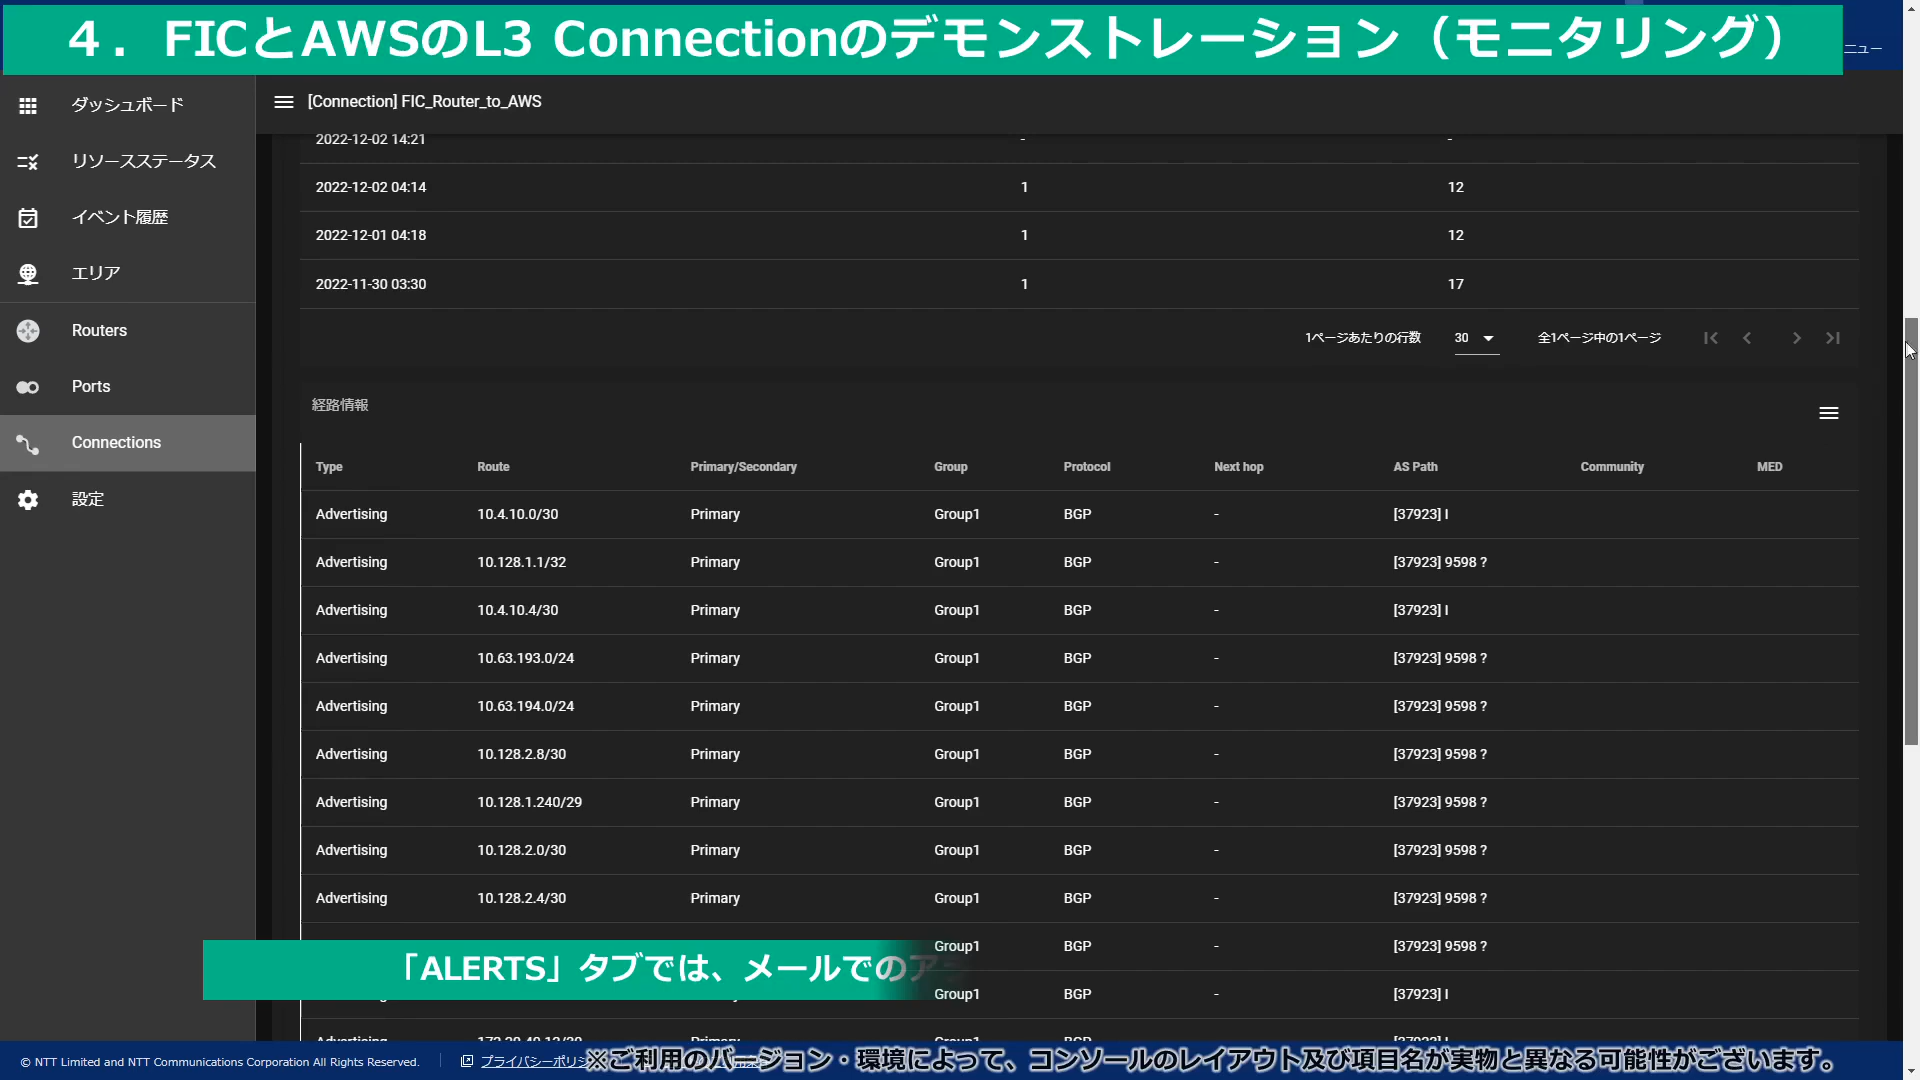 4．FICとAWSのL3 Connectionのデモンストレーション（モニタリング）
ニュー
ダッシュボード
[Connection] FIC_Router_to_AWS
リソースステータス
イベント履歴
エリア
Routers
Ports
Connections
設定
2022-12-02 14:21 - -
2022-12-02 04:14 1 12
2022-12-01 04:18 1 12
2022-11-30 03:30 1 17
1ページあたりの行数 30 全1ページ中の1ページ
経路情報
Type Route Primary/Secondary Group Protocol Next hop AS Path Community MED
Advertising 10.4.10.0/30 Primary Group1 BGP - [37923] I
Advertising 10.128.1.1/32 Primary Group1 BGP - [37923] 9598 ?
Advertising 10.4.10.4/30 Primary Group1 BGP - [37923] I
Advertising 10.63.193.0/24 Primary Group1 BGP - [37923] 9598 ?
Advertising 10.63.194.0/24 Primary Group1 BGP - [37923] 9598 ?
Advertising 10.128.2.8/30 Primary Group1 BGP - [37923] 9598 ?
Advertising 10.128.1.240/29 Primary Group1 BGP - [37923] 9598 ?
Advertising 10.128.2.0/30 Primary Group1 BGP - [37923] 9598 ?
Advertising 10.128.2.4/30 Primary Group1 BGP - [37923] 9598 ?
Group1 BGP - [37923] 9598 ?
「ALERTS」タブでは、メールでのア
Group1 BGP - [37923] I
Advertising Primary Group1 BGP [37923] I
© NTT Limited and NTT Communications Corporation All Rights Reserved. プライバシーポリシ
※ご利用のバージョン・環境によって、コンソールのレイアウト及び項目名が実物と異なる可能性がございます。